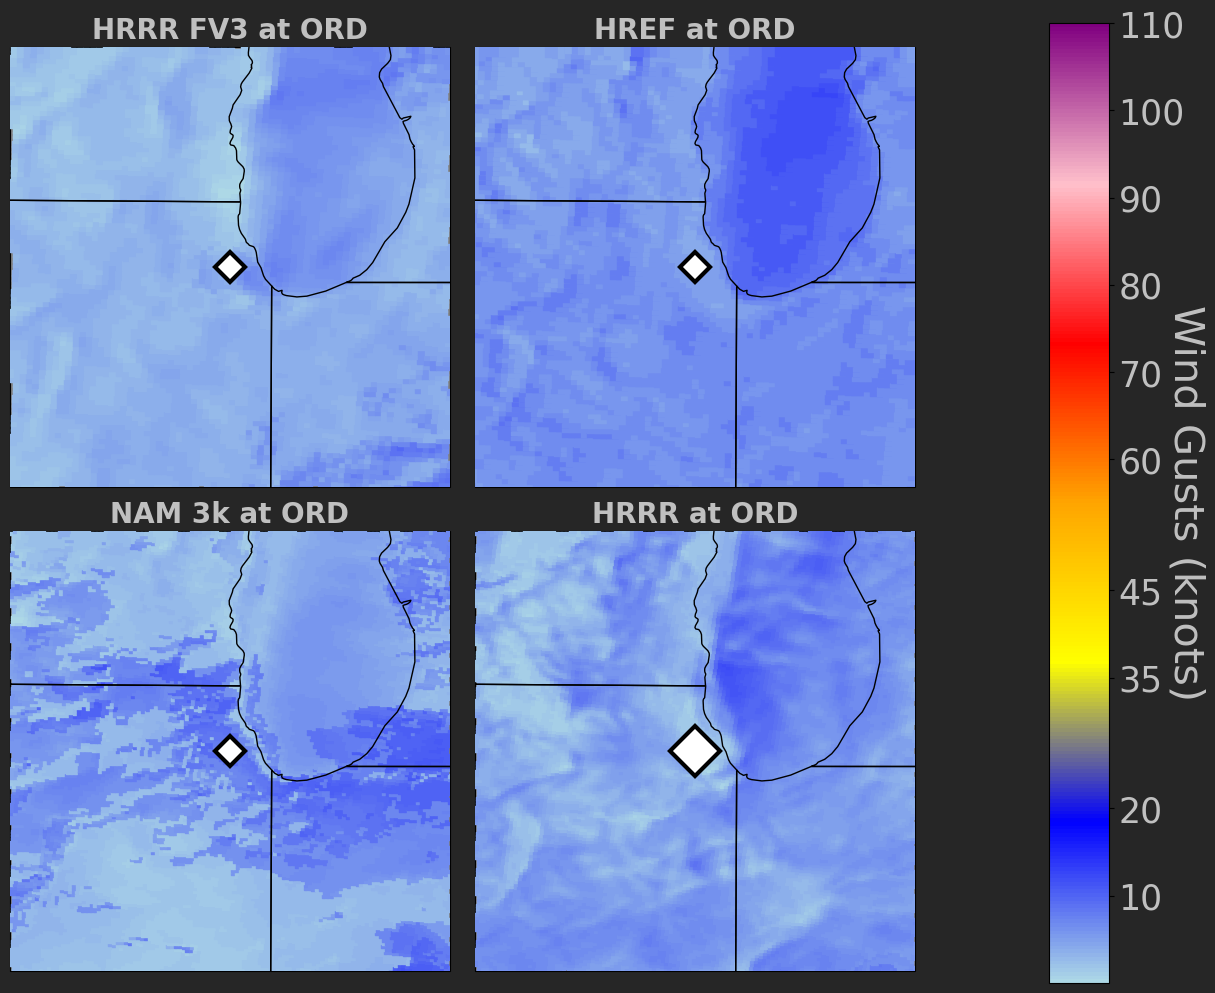 HRRR FV3 at ORD
HREF at ORD
NAM 3k at ORD
HRRR at ORD
110
100
90
80
70
60
45
35
20
10
Wind Gusts (knots)